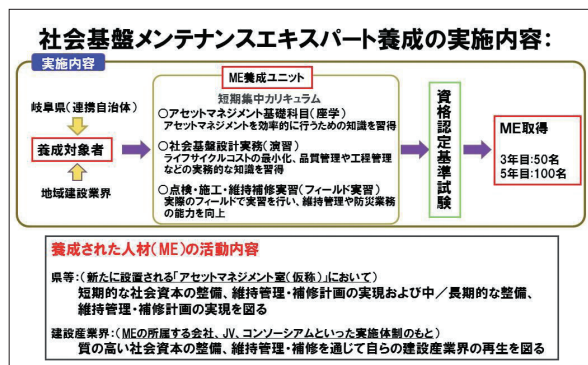 社会基盤メンテナンスエキスパート養成の実施内容:
実施内容
岐阜県(連携自治体)
養成対象者
地域建設業界
ME養成ユニット
短期集中カリキュラム
○アセットマネジメント基礎科目(座学)
アセットマネジメントを効率的に行うための知識を習得
○社会基盤設計実務(演習)
ライフサイクルコストの最小化、品質管理や工程管理
などの実務的な知識を習得
○点検・施工・維持補修実習(フィールド実習)
実際のフィールドで実習を行い、維持管理や防災業務
の能力を向上
資格認定基準試験
ME取得
3年目:50名
5年目:100名
養成された人材(ME)の活動内容
県等:(新たに設置される「アセットマネジメント室(仮称)」において)
短期的な社会資本の整備、維持管理・補修計画の実現および中/長期的な整備、
維持管理・補修計画の実現を図る
建設産業界:(MEの所属する会社、JV、コンソーシアムといった実施体制のもと)
質の高い社会資本の整備、維持管理・補修を通じて自らの建設産業界の再生を図る